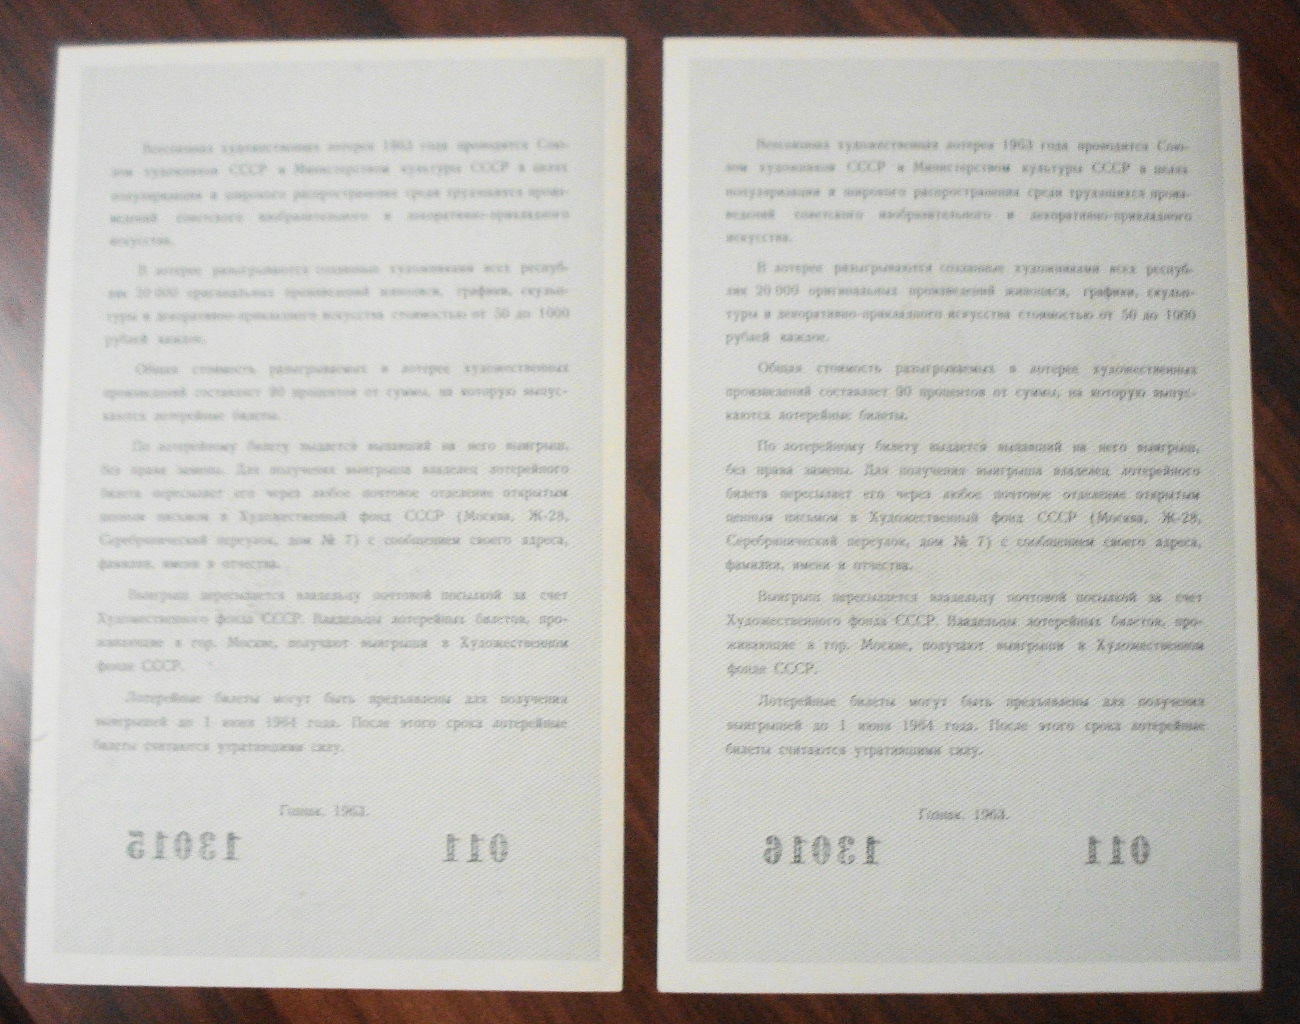 Всесоюзная художественная лотерея 1963 года проводится Сою-
зом художников СССР и Министерством культуры СССР в целях
популяризации и широкого распространения среди трудящихся произ-
ведений советского изобразительного и декоративно-прикладного
искусства.
В лотерее разыгрываются созданные художниками всех респуб-
лик 20 000 оригинальных произведений живописи, графики, скульп-
туры и декоративно-прикладного искусства стоимостью от 50 до 1000
рублей каждое.
Общая стоимость разыгрываемых в лотерее художественных
произведений составляет 90 процентов от суммы, на которую выпус-
каются лотерейные билеты.
По лотерейному билету выдается выпавший на него выигрыш,
без права замены. Для получения выигрыша владелец лотерейного
билета пересылает его через любое почтовое отделение открытым
ценным письмом в Художественный фонд СССР (Москва, Ж-28,
Серебрянический переулок, дом № 7) с сообщением своего адреса,
фамилии, имени и отчества.
Выигрыш пересылается владельцу почтовой посылкой за счет
Художественного фонда СССР. Владельцы лотерейных билетов, про-
живающие в гор. Москве, получают выигрыши в Художественном
фонде СССР.
Лотерейные билеты могут быть предъявлены для получения
выигрышей до 1 июня 1964 года. После этого срока лотерейные
билеты считаются утратившими силу.
Гознак. 1963.
13015 011
Всесоюзная художественная лотерея 1963 года проводится Сою-
зом художников СССР и Министерством культуры СССР в целях
популяризации и широкого распространения среди трудящихся произ-
ведений советского изобразительного и декоративно-прикладного
искусства.
В лотерее разыгрываются созданные художниками всех респуб-
лик 20 000 оригинальных произведений живописи, графики, скульп-
туры и декоративно-прикладного искусства стоимостью от 50 до 1000
рублей каждое.
Общая стоимость разыгрываемых в лотерее художественных
произведений составляет 90 процентов от суммы, на которую выпус-
каются лотерейные билеты.
По лотерейному билету выдается выпавший на него выигрыш,
без права замены. Для получения выигрыша владелец лотерейного
билета пересылает его через любое почтовое отделение открытым
ценным письмом в Художественный фонд СССР (Москва, Ж-28,
Серебрянический переулок, дом № 7) с сообщением своего адреса,
фамилии, имени и отчества.
Выигрыш пересылается владельцу почтовой посылкой за счет
Художественного фонда СССР. Владельцы лотерейных билетов, про-
живающие в гор. Москве, получают выигрыши в Художественном
фонде СССР.
Лотерейные билеты могут быть предъявлены для получения
выигрышей до 1 июня 1964 года. После этого срока лотерейные
билеты считаются утратившими силу.
Гознак. 1963.
13016 011